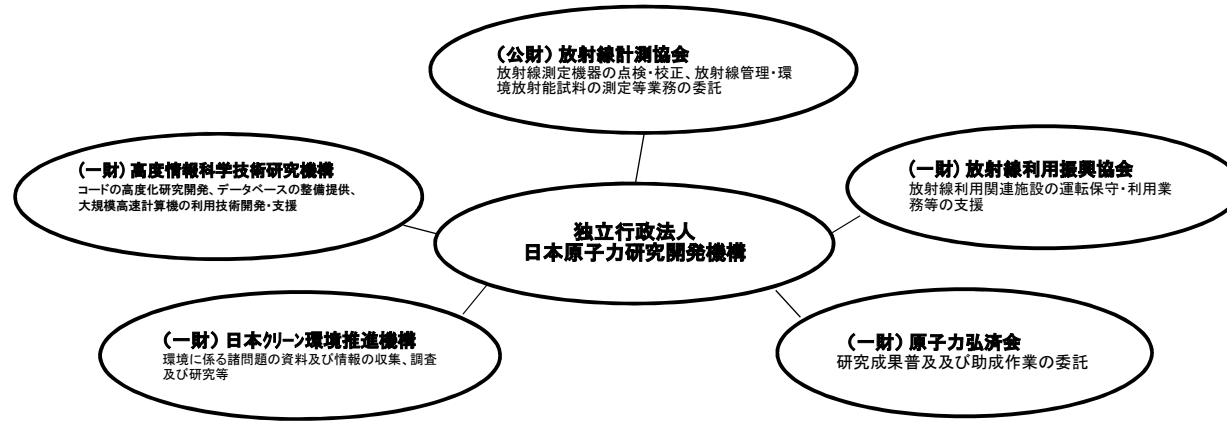 (公財) 放射線計測協会
放射線測定機器の点検・校正、放射線管理・環
境放射能試料の測定等業務の委託
(一財) 高度情報科学技術研究機構
コードの高度化研究開発、データベースの整備提供、
大規模高速計算機の利用技術開発・支援
(一財) 放射線利用振興協会
放射線利用関連施設の運転保守・利用業
務等の支援
独立行政法人
日本原子力研究開発機構
(一財) 日本クリーン環境推進機構
環境に係る諸問題の資料及び情報の収集、調査
及び研究等
(一財) 原子力弘済会
研究成果普及及び助成作業の委託